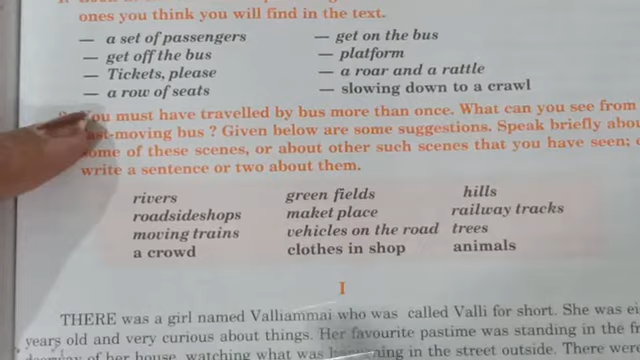 ones you think you will find in the text.
— a set of passengers — get on the bus
— get off the bus — platform
— Tickets, please — a roar and a rattle
— a row of seats — slowing down to a crawl
You must have travelled by bus more than once. What can you see from
fast-moving bus ? Given below are some suggestions. Speak briefly abou
some of these scenes, or about other such scenes that you have seen;
write a sentence or two about them.
rivers green fields hills
roadsideshops maket place railway tracks
moving trains vehicles on the road trees
a crowd clothes in shop animals
I
THERE was a girl named Valliammai who was called Valli for short. She was ei
years old and very curious about things. Her favourite pastime was standing in the fr
of her house, watching what was in the street outside. There were